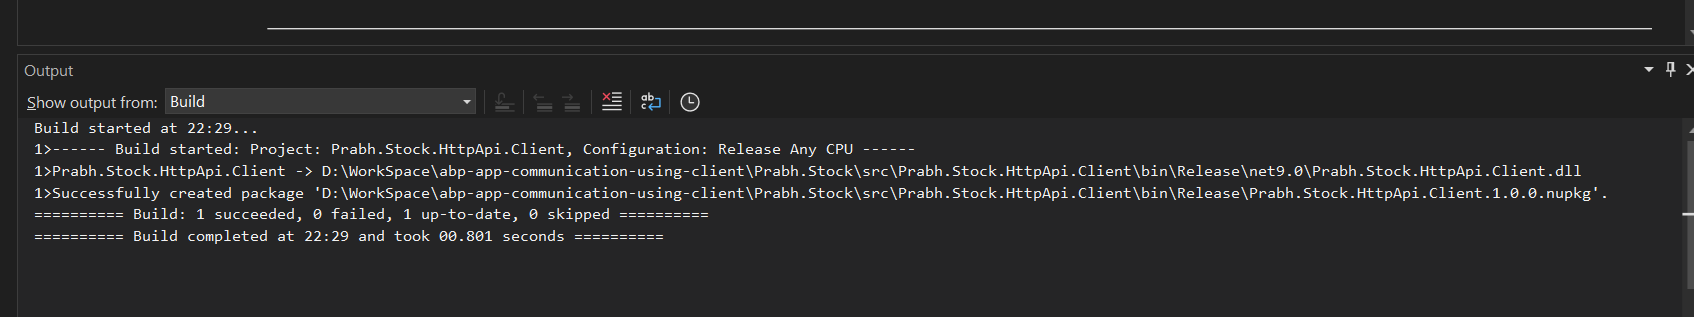 Output
Show output from: Build
Build started at 22:29...
1>------ Build started: Project: Prabh.Stock.HttpApi.Client, Configuration: Release Any CPU ------
1>Prabh.Stock.HttpApi.Client -> D:\WorkSpace\abp-app-communication-using-client\Prabh.Stock\src\Prabh.Stock.HttpApi.Client\bin\Release\net9.0\Prabh.Stock.HttpApi.Client.dll
1>Successfully created package 'D:\WorkSpace\abp-app-communication-using-client\Prabh.Stock\src\Prabh.Stock.HttpApi.Client\bin\Release\Prabh.Stock.HttpApi.Client.1.0.0.nupkg'.
========== Build: 1 succeeded, 0 failed, 1 up-to-date, 0 skipped ==========
========== Build completed at 22:29 and took 00.801 seconds ==========